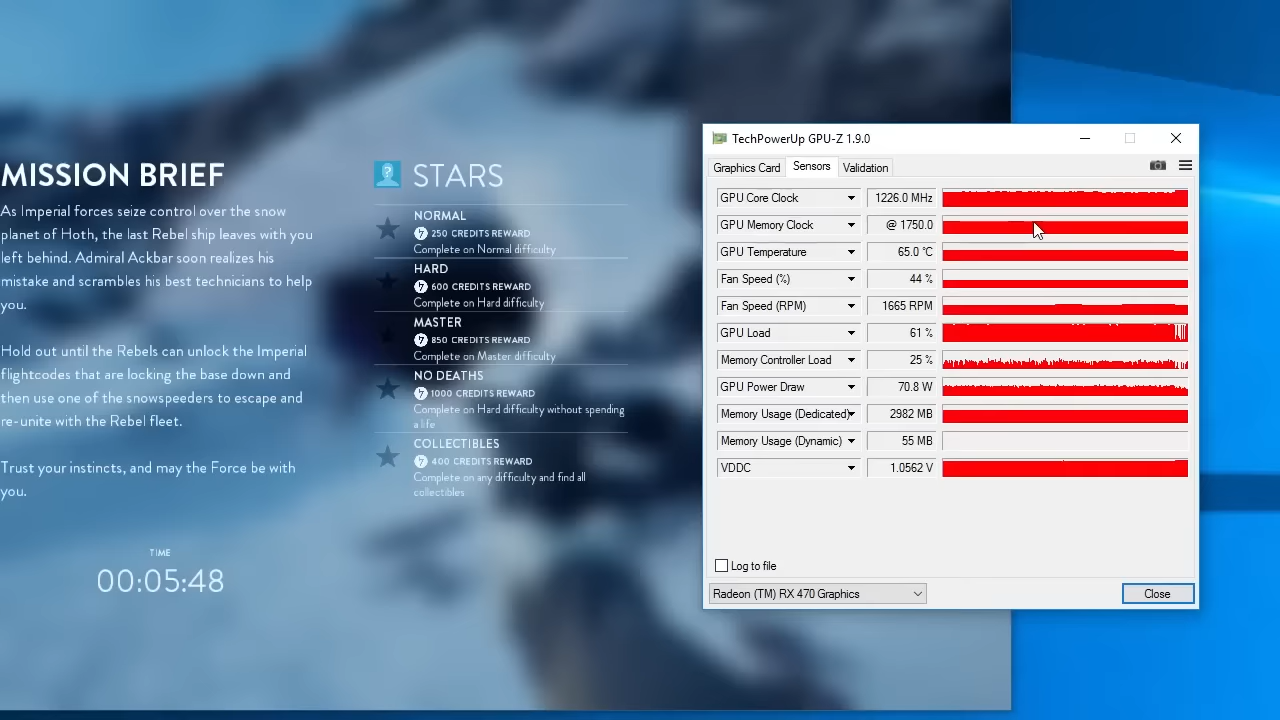 MISSION BRIEF
As Imperial forces seize control over the snow
planet of Hoth, the last Rebel ship leaves with you
left behind. Admiral Ackbar soon realizes his
mistake and scrambles his best technicians to help
you.
Hold out until the Rebels can unlock the Imperial
flightcodes that are locking the base down and
then use one of the snowspeeders to escape and
re-unite with the Rebel fleet.
Trust your instincts, and may the Force be with
you.
TIME
00:05:48
STARS
NORMAL
250 CREDITS REWARD
Complete on Normal difficulty
HARD
600 CREDITS REWARD
Complete on Hard difficulty
MASTER
850 CREDITS REWARD
Complete on Master difficulty
NO DEATHS
1000 CREDITS REWARD
Complete on Hard difficulty without spending
a life
COLLECTIBLES
400 CREDITS REWARD
Complete on any difficulty and find all
collectibles
TechPowerUp GPU-Z 1.9.0
Graphics Card Sensors Validation
GPU Core Clock 1226.0 MHz
GPU Memory Clock @ 1750.0
GPU Temperature 65.0 °C
Fan Speed (%) 44 %
Fan Speed (RPM) 1665 RPM
GPU Load 61 %
Memory Controller Load 25 %
GPU Power Draw 70.8 W
Memory Usage (Dedicated) 2982 MB
Memory Usage (Dynamic) 55 MB
VDDC 1.0562 V
Log to file
Radeon (TM) RX 470 Graphics Close